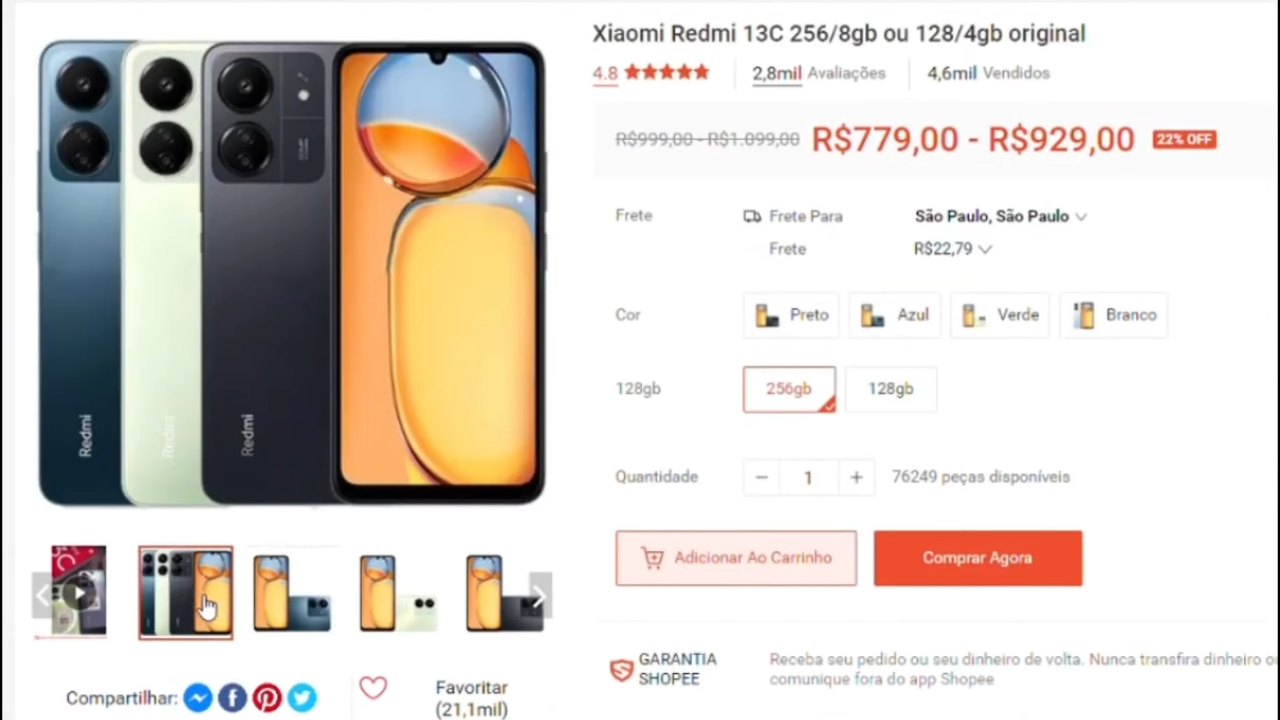 Xiaomi Redmi 13C 256/8gb ou 128/4gb original
4.8
2,8mil Avaliações
4,6mil Vendidos
R$999,00 - R$1.099,00 R$779,00 - R$929,00 22% OFF
Frete
Frete Para
São Paulo, São Paulo
Frete
R$22,79
Cor
Preto
Azul
Verde
Branco
128gb
256gb
128gb
Quantidade
− 1 +
76249 peças disponíveis
Adicionar Ao Carrinho
Comprar Agora
GARANTIA
SHOPEE
Receba seu pedido ou seu dinheiro de volta. Nunca transfira dinheiro
comunique fora do app Shopee
Redmi
Redmi
Redmi
Compartilhar:
Favoritar
(21,1mil)